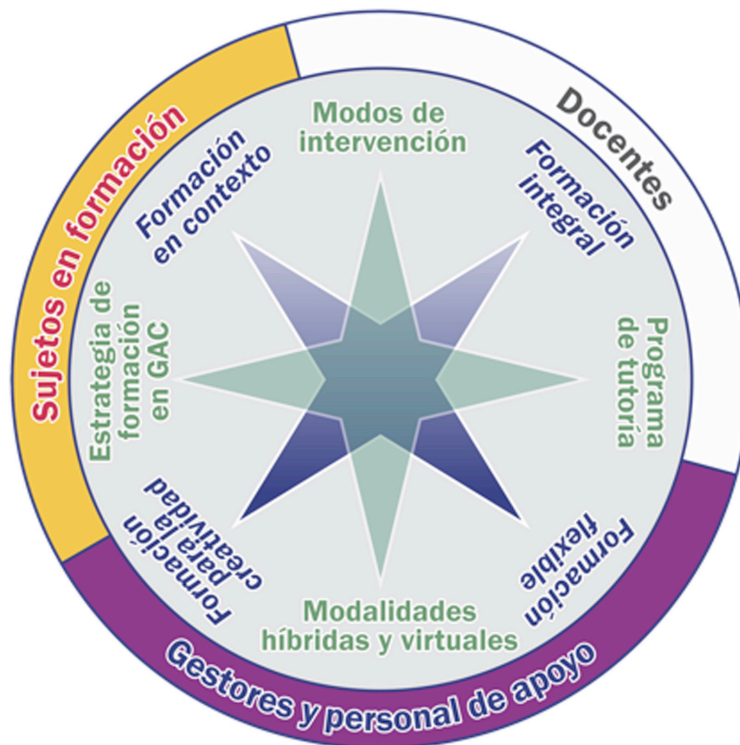 Modos de
intervención
Docentes
Formación
integral
Programa
de tutoría
Formación
flexible
Modalidades
híbridas y virtuales
Gestores y personal de apoyo
Formación
para la
creatividad
Estrategia de
formación
en GAC
Sujetos en formación
Formación
en contexto